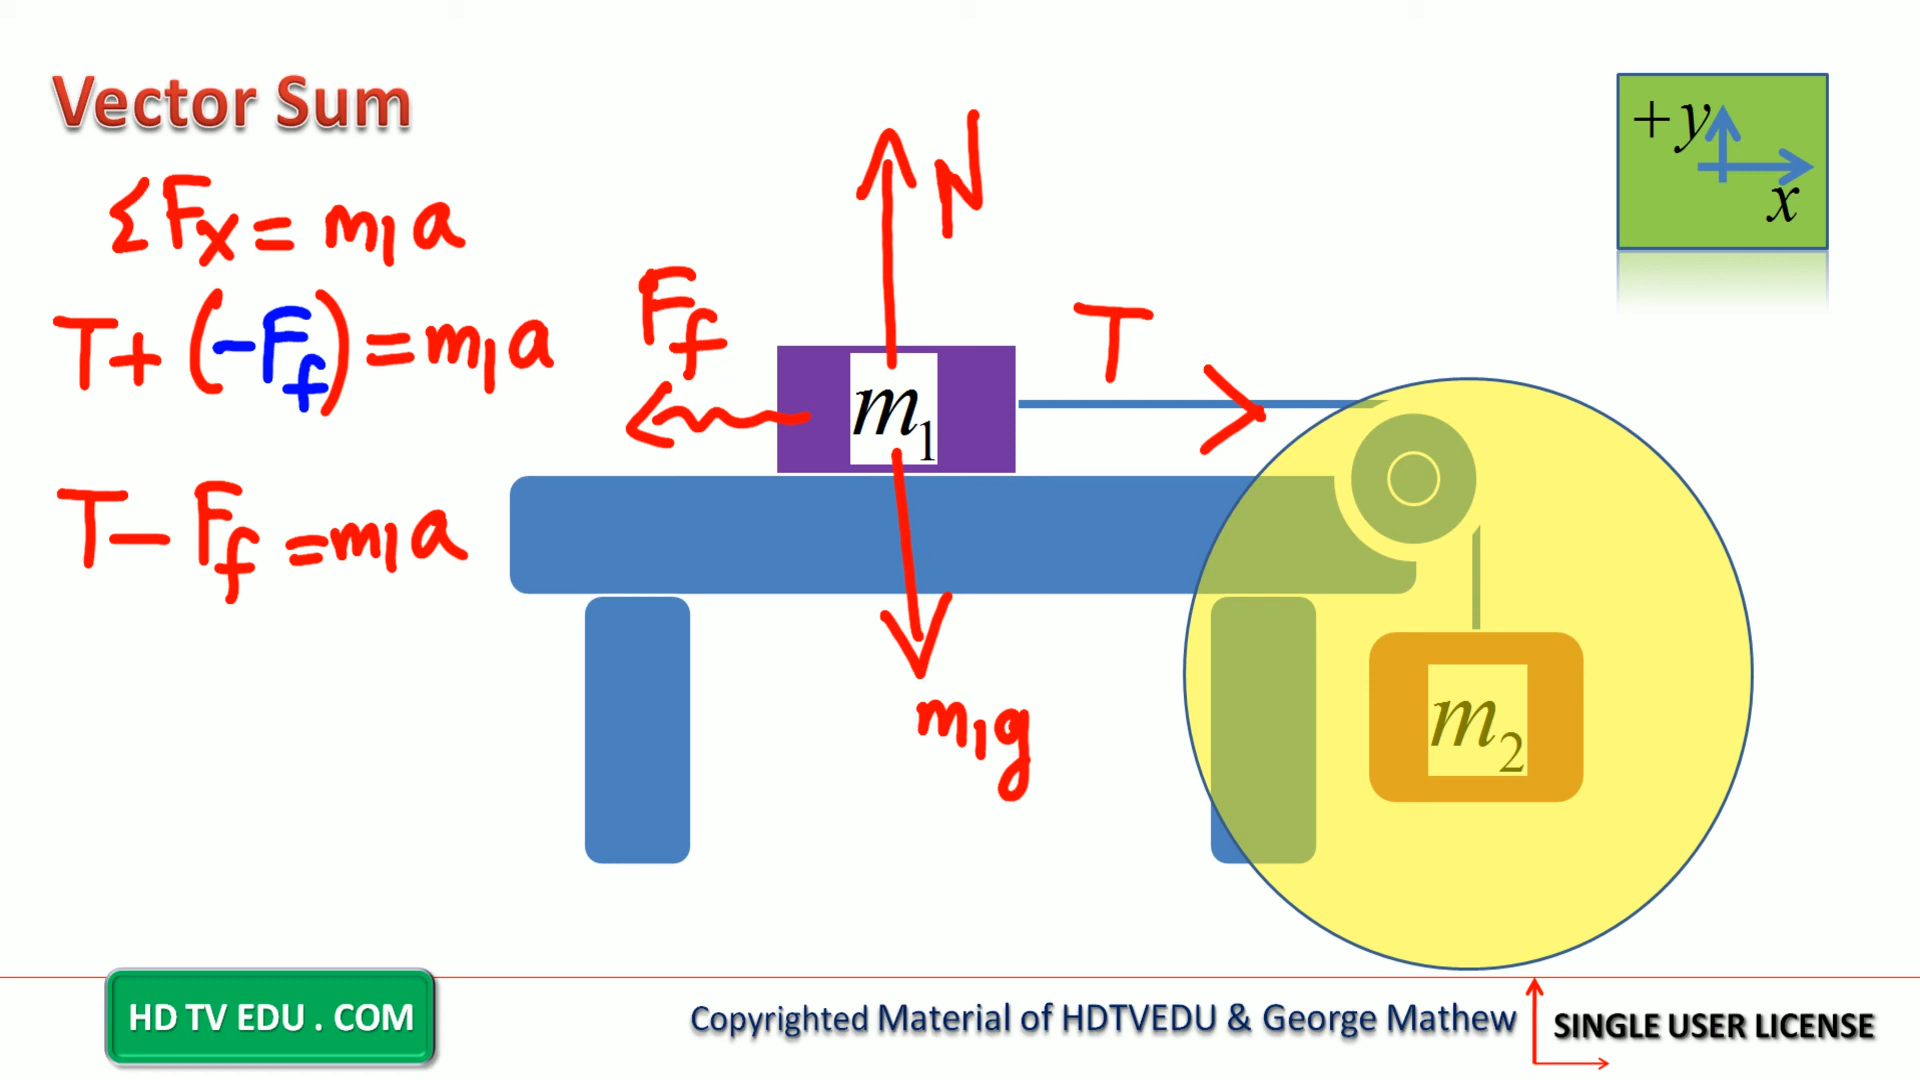 Vector Sum
ΣFx = m1a
T+(-Ff) = m1a
T - Ff = m1a
Ff
N
T
m1
m1g
m2
+y
x
HD TV EDU . COM
Copyrighted Material of HDTVEDU & George Mathew
SINGLE USER LICENSE